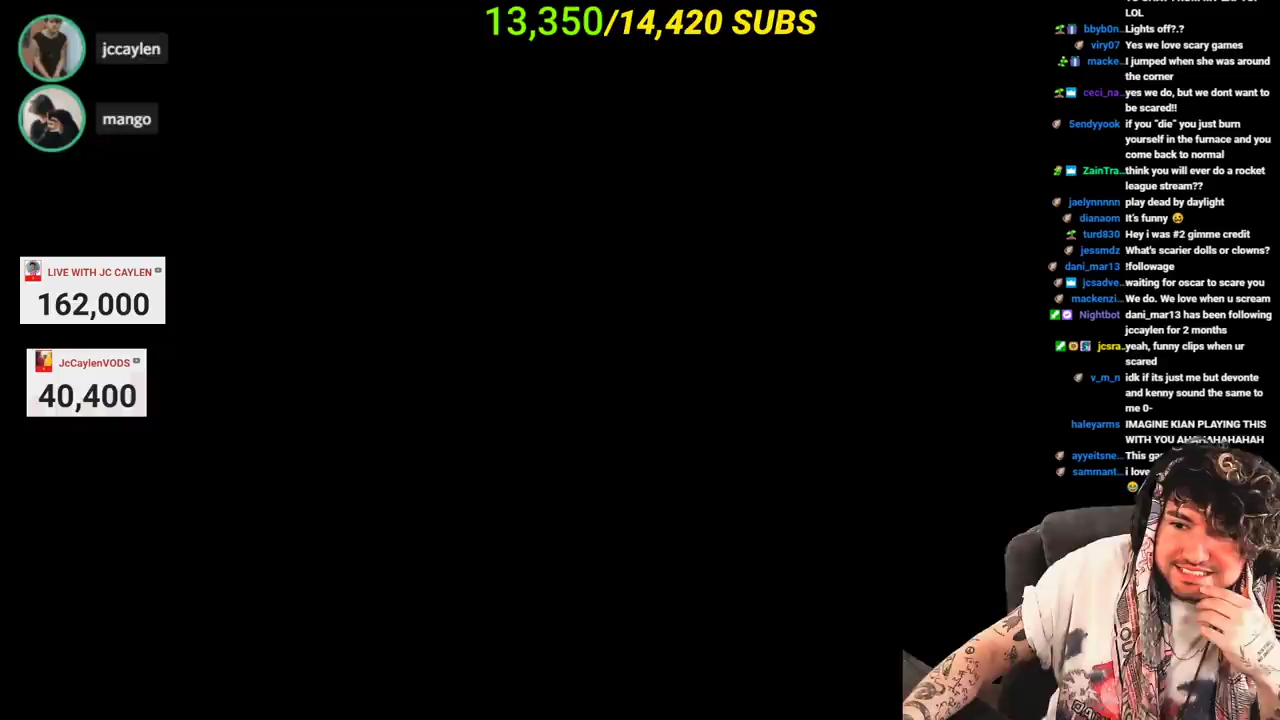 13,350/14,420 SUBS
jccaylen
mango
LIVE WITH JC CAYLEN
162,000
JcCaylenVODS
40,400
LOL
bbyb0n.. Lights off?.?
viry07 Yes we love scary games
macke.. I jumped when she was around
the corner
ceci_na.. yes we do, but we dont want to
be scared!!
Sendyyook if you "die" you just burn
yourself in the furnace and you
come back to normal
ZainTra.. think you will ever do a rocket
league stream??
jaelynnnnn play dead by daylight
dianaom It's funny 😆
turd830 Hey i was #2 gimme credit
jessmdz What's scarier dolls or clowns?
dani_mar13 !followage
jcsadve.. waiting for oscar to scare you
mackenzi... We do. We love when u scream
Nightbot dani_mar13 has been following
jccaylen for 2 months
jcsra.. yeah, funny clips when ur
scared
v_m_n idk if its just me but devonte
and kenny sound the same to
me 0-
haleyarms IMAGINE KIAN PLAYING THIS
WITH YOU
ayyeitsne... This
sammant.. i love